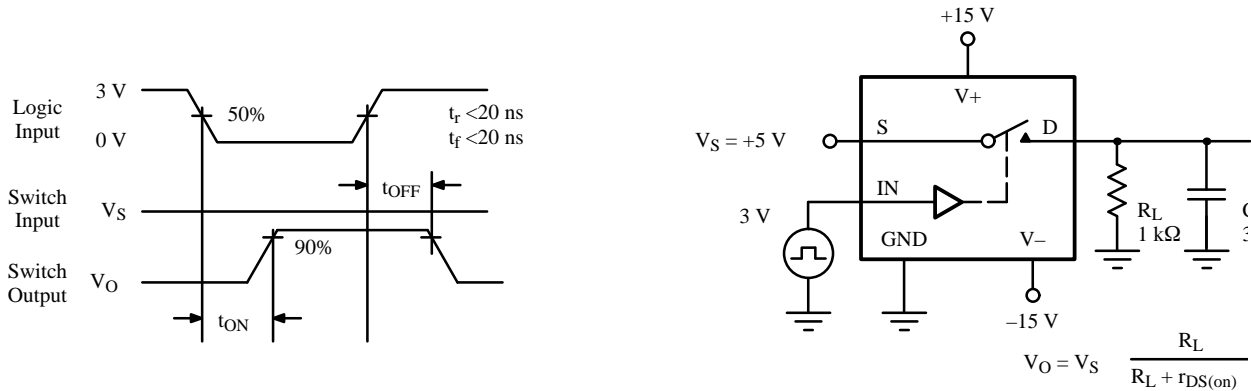 Logic
Input
3 V
0 V
50%
t_r <20 ns
t_f <20 ns
t_OFF
Switch
Input
V_S
90%
Switch
Output
V_O
t_ON
+15 V
V+
V_S = +5 V
S
D
IN
3 V
GND
V–
R_L
1 kΩ
–15 V
V_O = V_S R_L
R_L + r_DS(on)